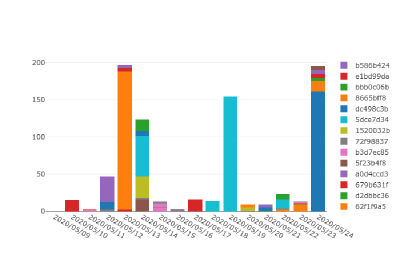 200
150
100
50
0
2020/05/09
2020/05/10
2020/05/11
2020/05/12
2020/05/13
2020/05/14
2020/05/15
2020/05/16
2020/05/17
2020/05/18
2020/05/19
2020/05/20
2020/05/21
2020/05/22
2020/05/23
2020/05/24
b586b424
e1bd99da
bbb0c06b
8665bff8
dc498c3b
5dce7d34
1520032b
72f98837
b3d7ec85
5f23b4f8
a0d4ccd3
679b631f
d2dbbc36
62f1f9a5